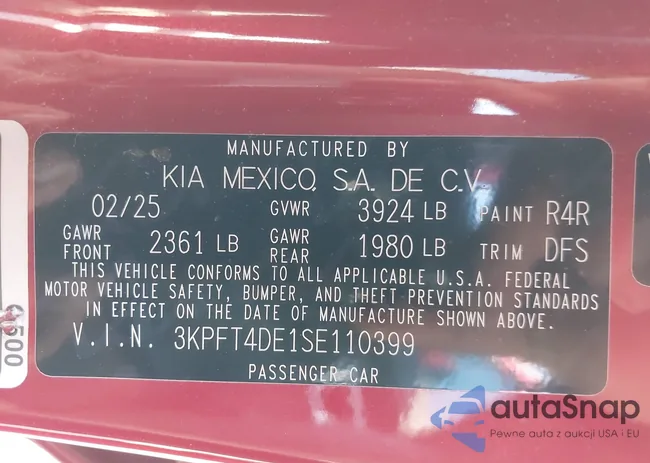 MANUFACTURED BY
KIA MEXICO, S.A. DE C.V.
02/25 GVWR 3924 LB PAINT R4R
GAWR FRONT 2361 LB GAWR REAR 1980 LB TRIM DFS
THIS VEHICLE CONFORMS TO ALL APPLICABLE U.S.A. FEDERAL
MOTOR VEHICLE SAFETY, BUMPER, AND THEFT PREVENTION STANDARDS
IN EFFECT ON THE DATE OF MANUFACTURE SHOWN ABOVE.
V.I.N. 3KPFT4DE1SE110399
PASSENGER CAR
autaSnap
Pewne auta z aukcji USA i EU